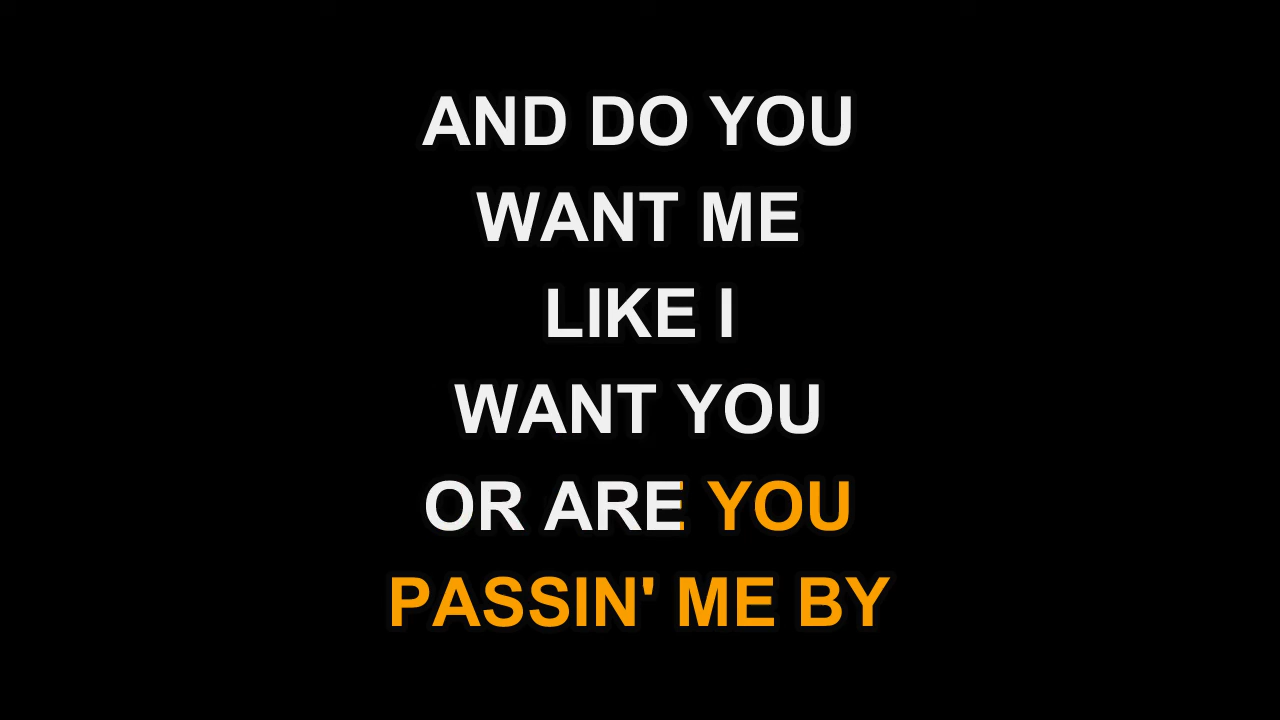 AND DO YOU
WANT ME
LIKE I
WANT YOU
OR ARE YOU
PASSIN' ME BY